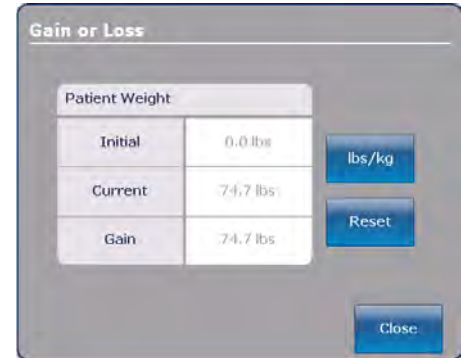 Gain or Loss
Patient Weight
Initial 0.0 lbs
lbs/kg
Current 74.7 lbs
Reset
Gain 74.7 lbs
Close